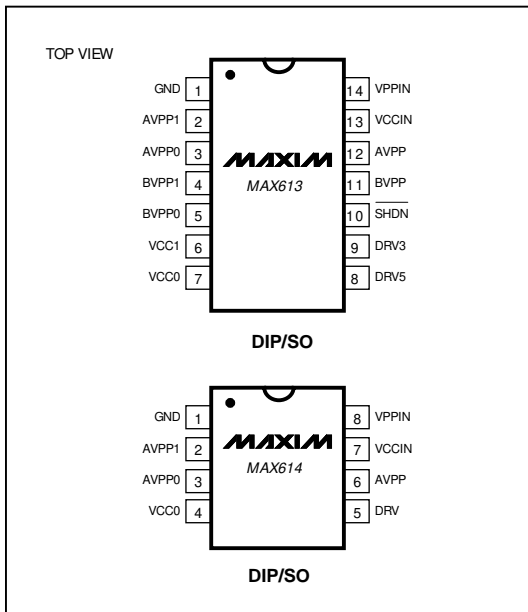 TOP VIEW
GND 1 14 VPPIN
AVPP1 2 13 VCCIN
AVPP0 3 12 AVPP
MAXIM
BVPP1 4 11 BVPP
MAX613
BVPP0 5 10 SHDN
VCC1 6 9 DRV3
VCC0 7 8 DRV5
DIP/SO
GND 1 8 VPPIN
AVPP1 2 7 VCCIN
MAXIM
AVPP0 3 6 AVPP
MAX614
VCC0 4 5 DRV
DIP/SO